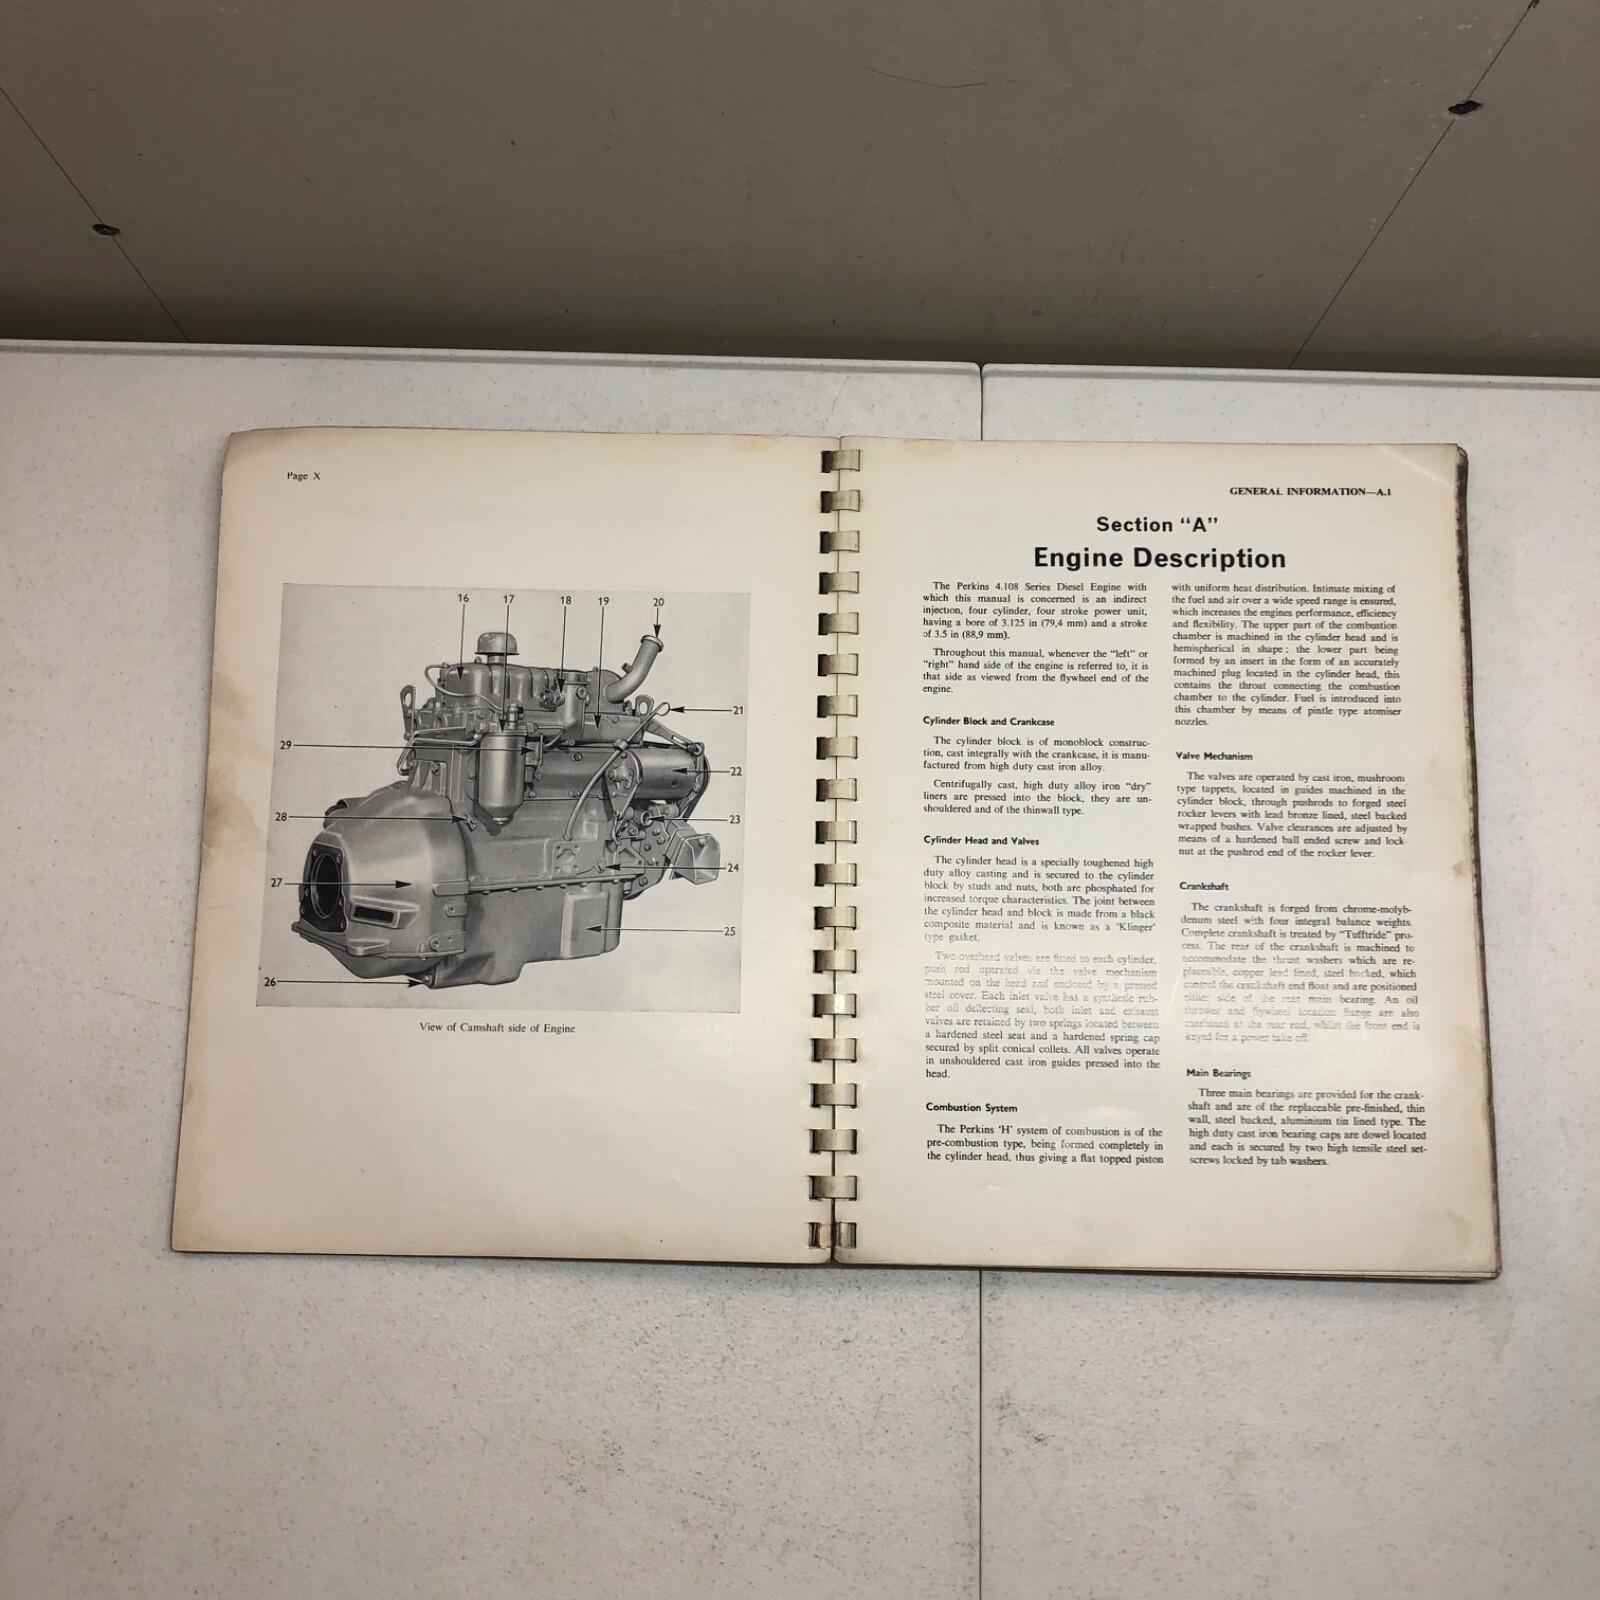 Page X
16 17 18 19 20
21
29
22
28
23
24
27
25
26
View of Camshaft side of Engine
GENERAL INFORMATION—A.1
Section “A”
Engine Description
The Perkins 4.108 Series Diesel Engine with
which this manual is concerned is an indirect
injection, four cylinder, four stroke power unit,
having a bore of 3.125 in (79,4 mm) and a stroke
of 3.5 in (88,9 mm).
Throughout this manual, whenever the “left” or
“right” hand side of the engine is referred to, it is
that side as viewed from the flywheel end of the
engine.
Cylinder Block and Crankcase
The cylinder block is of monoblock construc-
tion, cast integrally with the crankcase, it is manu-
factured from high duty cast iron alloy.
Centrifugally cast, high duty alloy iron “dry”
liners are pressed into the block, they are un-
shouldered and of the thinwall type.
Cylinder Head and Valves
The cylinder head is a specially toughened high
duty alloy casting and is secured to the cylinder
block by studs and nuts, both are phosphated for
increased torque characteristics. The joint between
the cylinder head and block is made from a black
composite material and is known as a ‘Klinger’
type gasket.
Two overhead valves are fitted to each cylinder,
push rod operated via the valve mechanism
mounted on the head and enclosed by a pressed
steel cover. Each inlet valve has a synthetic rub-
ber oil deflecting seal, both inlet and exhaust
valves are retained by two springs located between
a hardened steel seat and a hardened spring cap
secured by split conical collets. All valves operate
in unshouldered cast iron guides pressed into the
head.
Combustion System
The Perkins ‘H’ system of combustion is of the
pre-combustion type, being formed completely in
the cylinder head, thus giving a flat topped piston
with uniform heat distribution. Intimate mixing of
the fuel and air over a wide speed range is ensured,
which increases the engines performance, efficiency
and flexibility. The upper part of the combustion
chamber is machined in the cylinder head and is
hemispherical in shape ; the lower part being
formed by an insert in the form of an accurately
machined plug located in the cylinder head, this
contains the throat connecting the combustion
chamber to the cylinder. Fuel is introduced into
this chamber by means of pintle type atomiser
nozzles.
Valve Mechanism
The valves are operated by cast iron, mushroom
type tappets, located in guides machined in the
cylinder block, through pushrods to forged steel
rocker levers with lead bronze lined, steel backed
wrapped bushes. Valve clearances are adjusted by
means of a hardened ball ended screw and lock-
nut at the pushrod end of the rocker lever.
Crankshaft
The crankshaft is forged from chrome-molyb-
denum steel with four integral balance weights.
Complete crankshaft is treated by “Tufftride” pro-
cess. The rear of the crankshaft is machined to
accommodate the thrust washers which are re-
placeable, copper lead lined, steel backed, which
control the crankshaft end float and are positioned
either side of the rear main bearing. An oil
thrower and flywheel location flange are also
machined at the rear end, whilst the front end is
keyed for a power take off.
Main Bearings
Three main bearings are provided for the crank-
shaft and are of the replaceable pre-finished, thin
wall, steel backed, aluminium tin lined type. The
high duty cast iron bearing caps are dowel located
and each is secured by two high tensile steel set-
screws locked by tab washers.